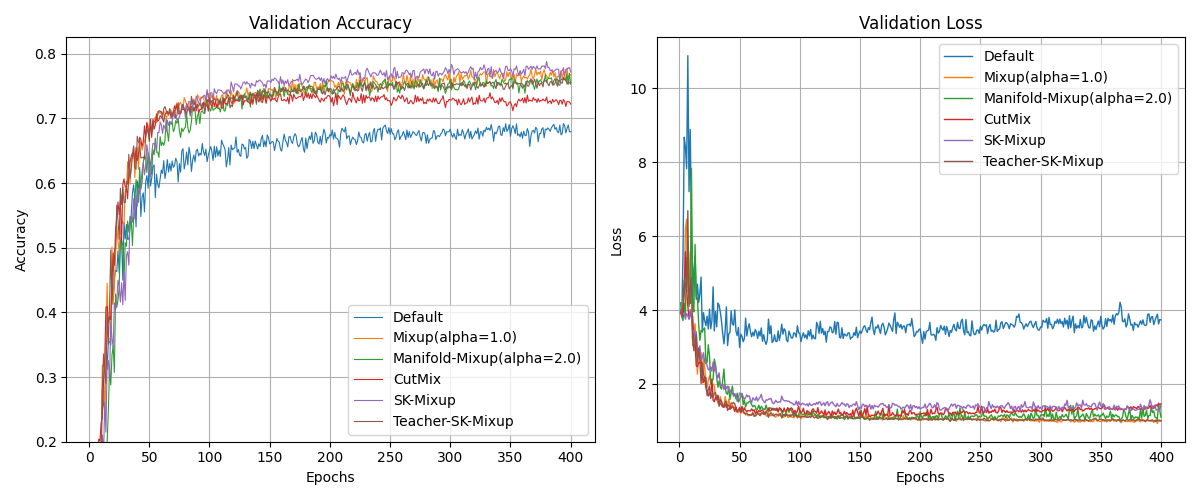 Validation Accuracy
0.8
0.7
0.6
0.5
0.4
0.3
0.2
Accuracy
0 50 100 150 200 250 300 350 400
Epochs
Default
Mixup(alpha=1.0)
Manifold-Mixup(alpha=2.0)
CutMix
SK-Mixup
Teacher-SK-Mixup
Validation Loss
10
8
6
4
2
Loss
0 50 100 150 200 250 300 350 400
Epochs
Default
Mixup(alpha=1.0)
Manifold-Mixup(alpha=2.0)
CutMix
SK-Mixup
Teacher-SK-Mixup